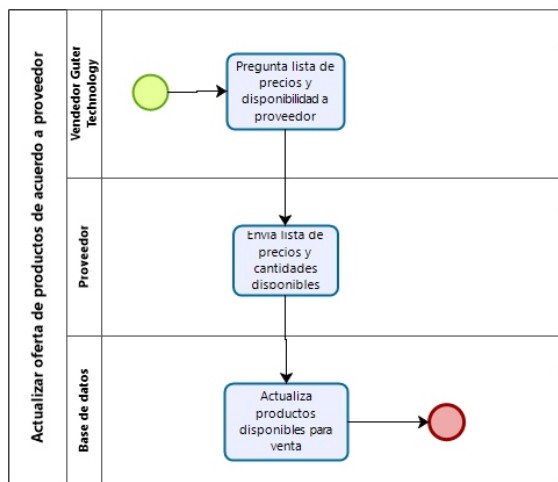 Actualizar oferta de productos de acuerdo a proveedor
Vendedor Guter
Technology
Pregunta lista de
precios y
disponibilidad a
proveedor
Proveedor
Envia lista de
precios y
cantidades
disponibles
Base de datos
Actualiza
productos
disponibles para
venta